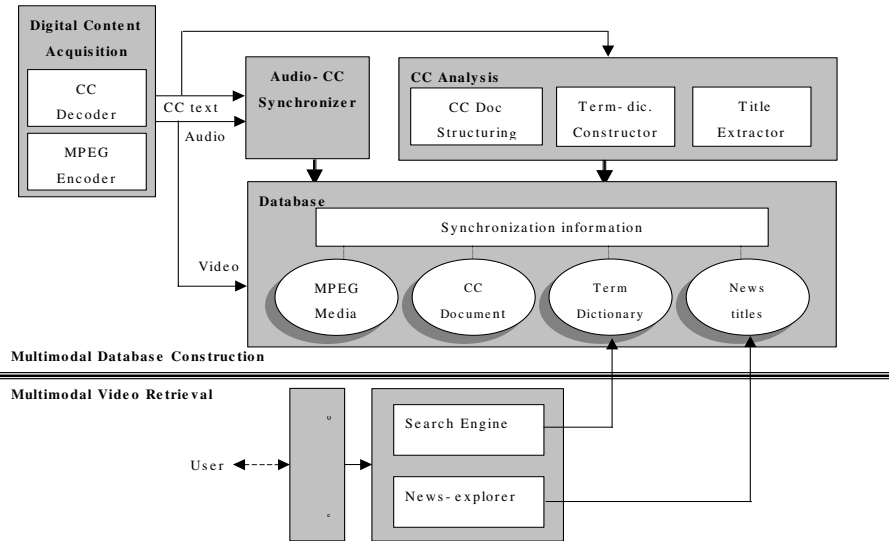 Digital Content
Acquisition
CC
Decoder
MPEG
Encoder
CC text
Audio
Video
Audio- CC
Synchronizer
CC Analysis
CC Doc
Structuring
Term- dic.
Constructor
Title
Extractor
Database
Synchronization information
MPEG
Media
CC
Document
Term
Dictionary
News
titles
Multimodal Database Construction
Multimodal Video Retrieval
User
Search Engine
News- explorer